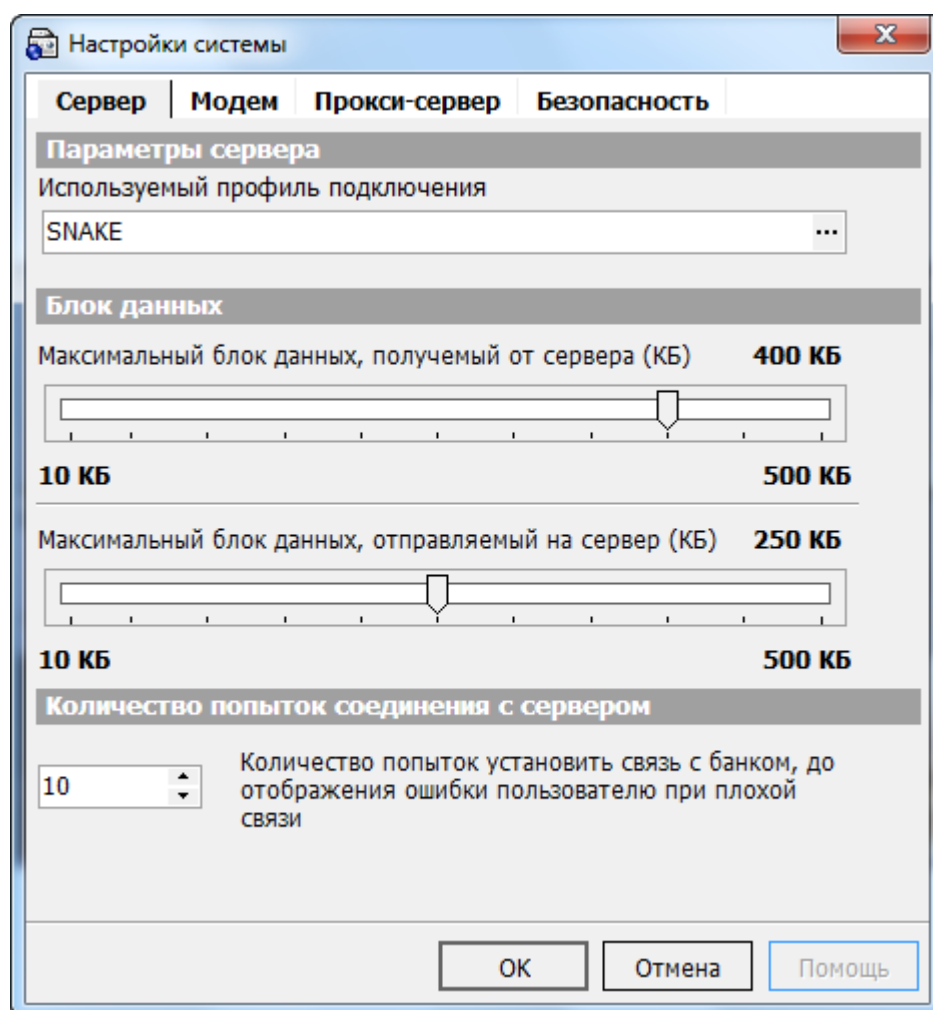 Настройки системы
Сервер Модем Прокси-сервер Безопасность
Параметры сервера
Используемый профиль подключения
SNAKE ...
Блок данных
Максимальный блок данных, получемый от сервера (КБ) 400 КБ
10 КБ 500 КБ
Максимальный блок данных, отправляемый на сервер (КБ) 250 КБ
10 КБ 500 КБ
Количество попыток соединения с сервером
10
Количество попыток установить связь с банком, до
отображения ошибки пользователю при плохой
связи
ОК Отмена Помощь